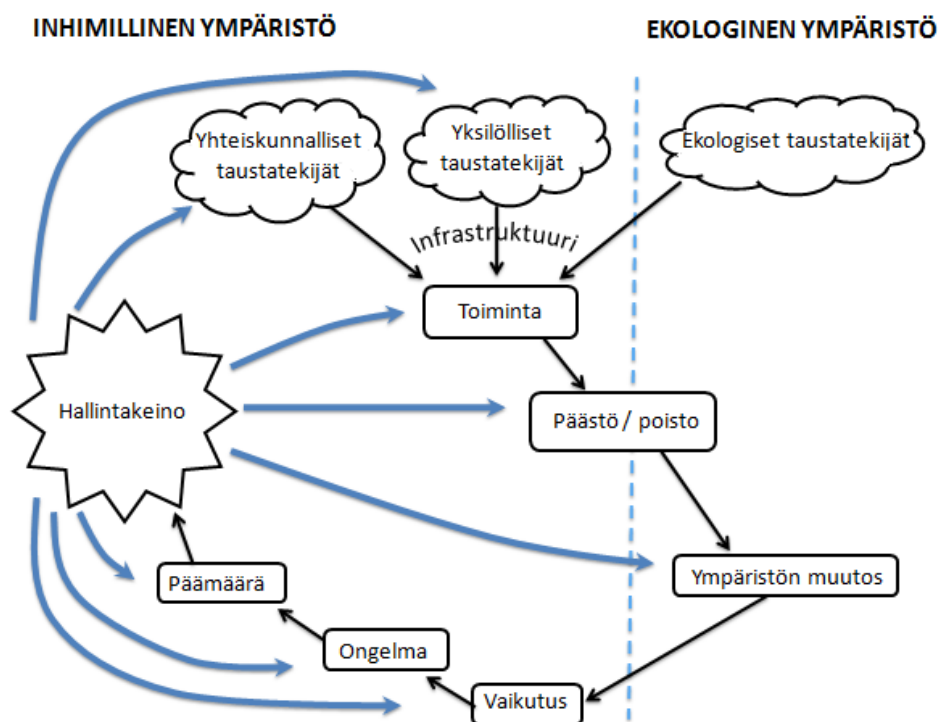 INHIMILLINEN YMPÄRISTÖ
EKOLOGINEN YMPÄRISTÖ
Yhteiskunnalliset
taustatekijät
Yksilölliset
taustatekijät
Ekologiset taustatekijät
Infrastruktuuri
Toiminta
Hallintakeino
Päästö / poisto
Ympäristön muutos
Päämäärä
Ongelma
Vaikutus